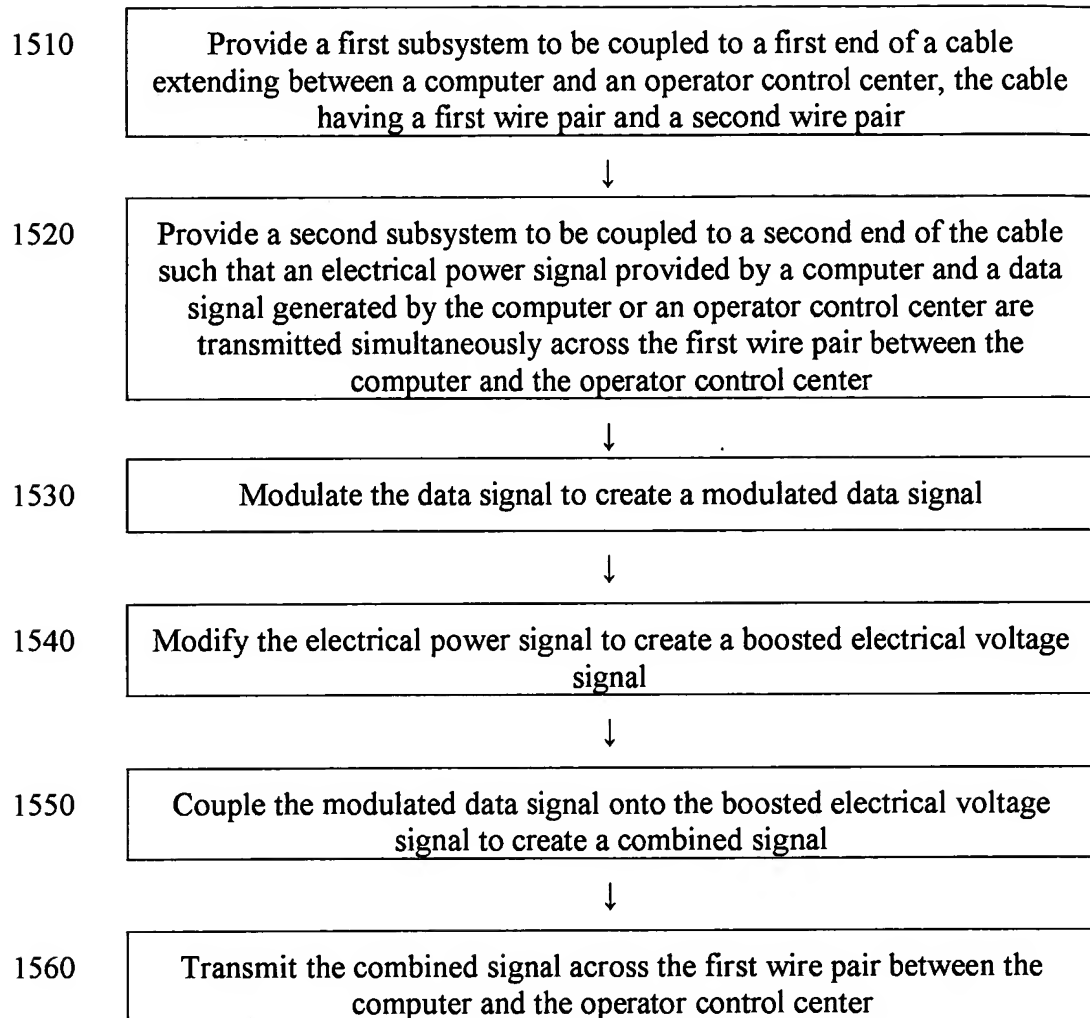 1510
Provide a first subsystem to be coupled to a first end of a cable
extending between a computer and an operator control center, the cable
having a first wire pair and a second wire pair
↓
1520
Provide a second subsystem to be coupled to a second end of the cable
such that an electrical power signal provided by a computer and a data
signal generated by the computer or an operator control center are
transmitted simultaneously across the first wire pair between the
computer and the operator control center
↓
1530
Modulate the data signal to create a modulated data signal
↓
1540
Modify the electrical power signal to create a boosted electrical voltage
signal
↓
1550
Couple the modulated data signal onto the boosted electrical voltage
signal to create a combined signal
↓
1560
Transmit the combined signal across the first wire pair between the
computer and the operator control center